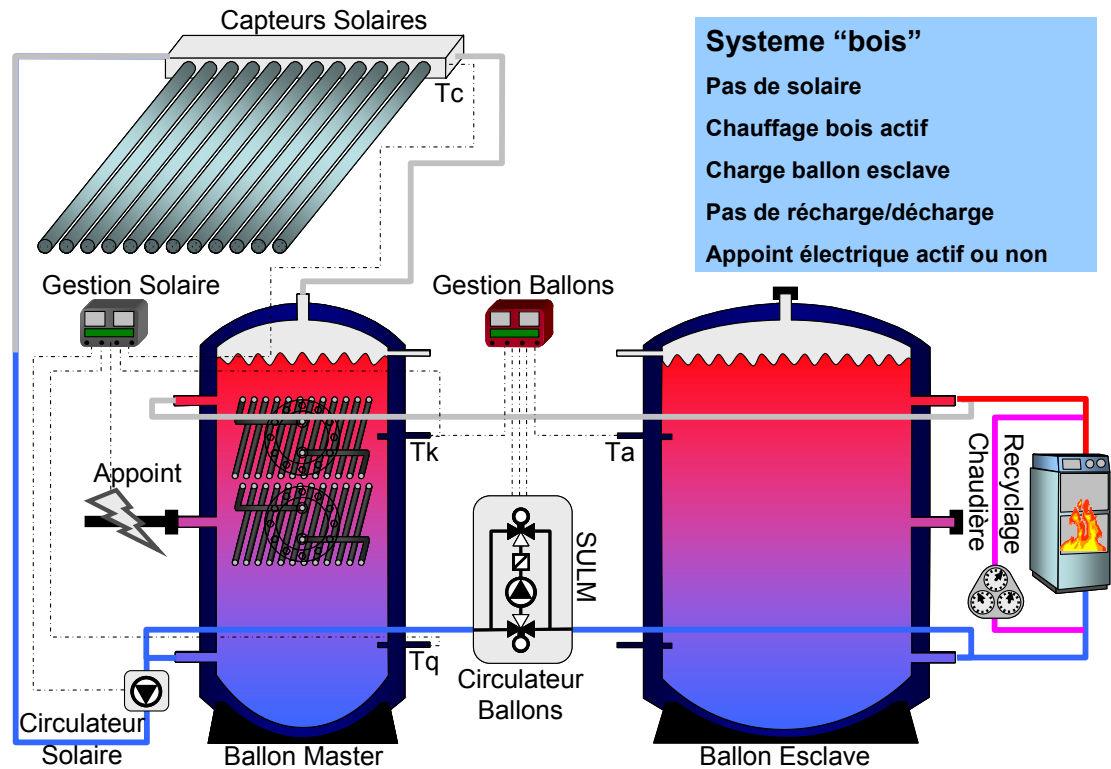 Capteurs Solaires
Tc
Systeme “bois”
Pas de solaire
Chauffage bois actif
Charge ballon esclave
Pas de récharge/décharge
Appoint électrique actif ou non
Gestion Solaire
Gestion Ballons
Tk
Ta
Appoint
Recyclage
Chaudière
SULM
Tq
Circulateur
Solaire
Circulateur
Ballons
Ballon Master
Ballon Esclave